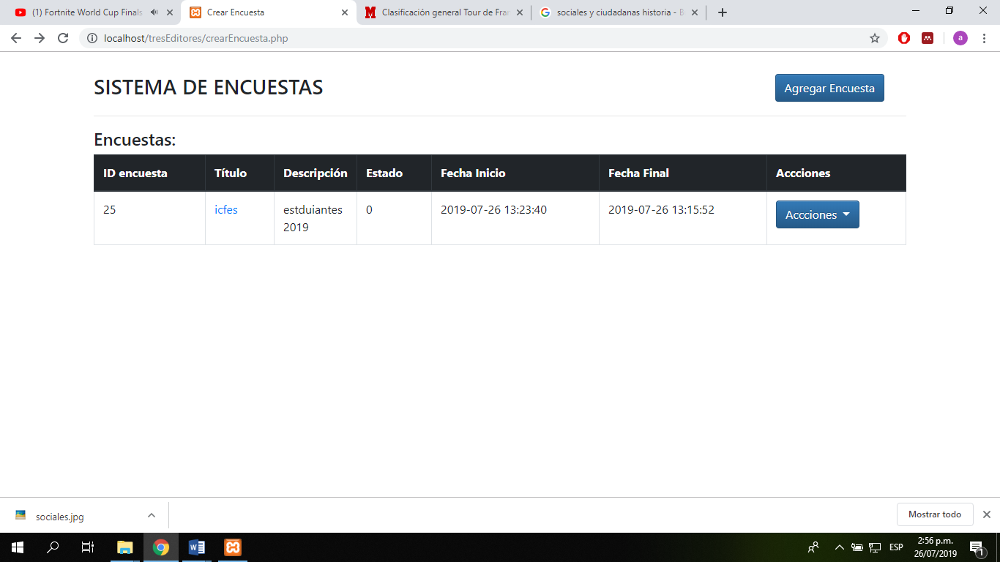 (1) Fortnite World Cup Finals
Crear Encuesta
Clasificación general Tour de Fran
sociales y ciudadanas historia - B
localhost/tresEditores/crearEncuesta.php
a
SISTEMA DE ENCUESTAS
Agregar Encuesta
Encuestas:
ID encuesta Título Descripción Estado Fecha Inicio Fecha Final Accciones
25 icfes estduiantes 0 2019-07-26 13:23:40 2019-07-26 13:15:52 Accciones
2019
sociales.jpg
Mostrar todo
ESP
2:56 p.m.
26/07/2019
1